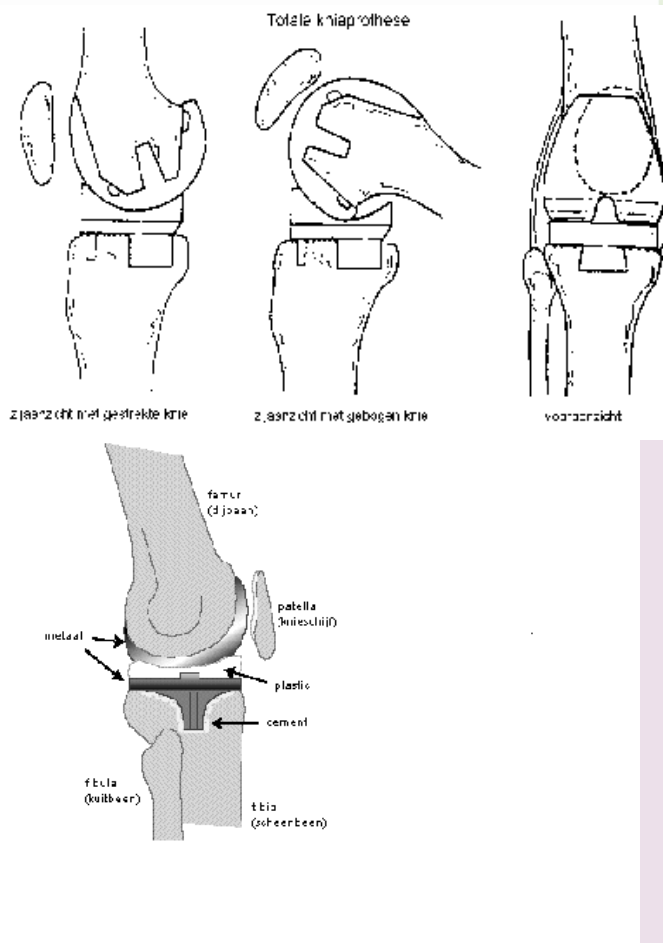 Totale knieprothese
zijaanzicht met gestrekte knie
zijaanzicht met gebogen knie
vooraanzicht
femur
(dijbeen)
patella
(knieschijf)
metaal
plastic
cement
fibula
(kuitbeen)
tibia
(scheenbeen)